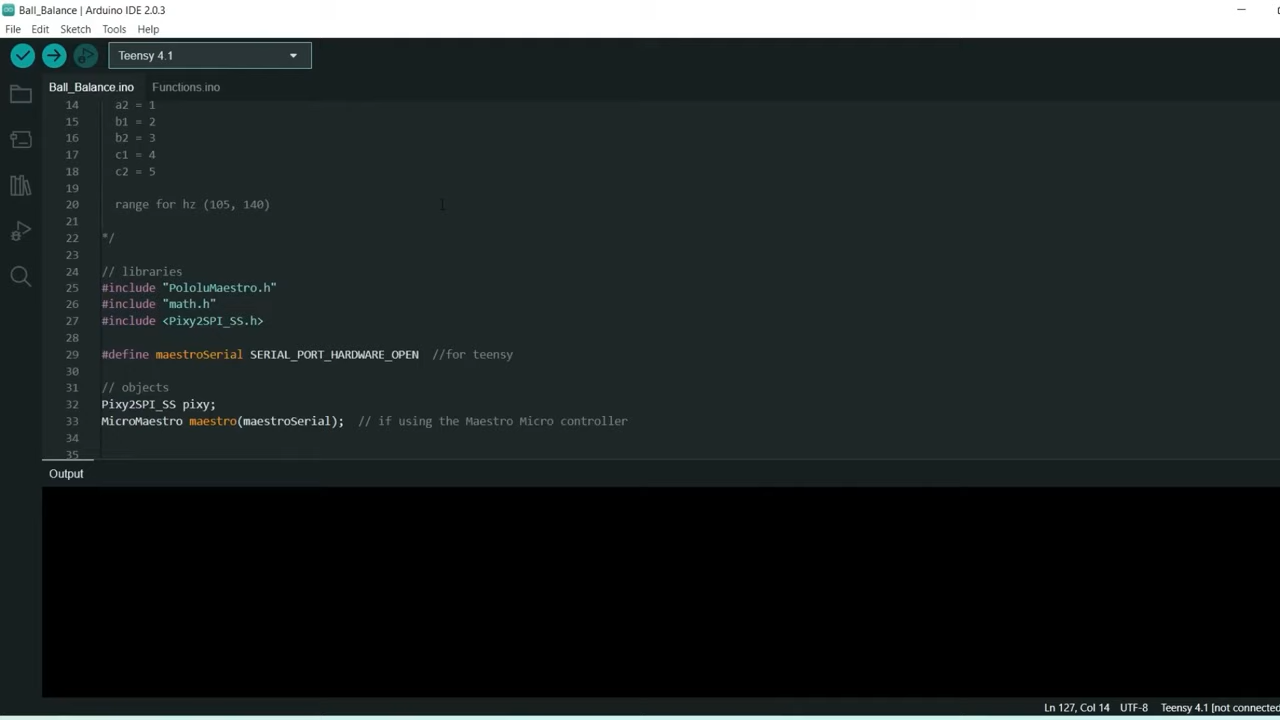 Ball_Balance | Arduino IDE 2.0.3
File Edit Sketch Tools Help
Teensy 4.1
Ball_Balance.ino Functions.ino
14 a2 = 1
15 b1 = 2
16 b2 = 3
17 c1 = 4
18 c2 = 5
19
20 range for hz (105, 140)
21
22 */
23
24 // libraries
25 #include "PololuMaestro.h"
26 #include "math.h"
27 #include <Pixy2SPI_SS.h>
28
29 #define maestroSerial SERIAL_PORT_HARDWARE_OPEN //for teensy
30
31 // objects
32 Pixy2SPI_SS pixy;
33 MicroMaestro maestro(maestroSerial); // if using the Maestro Micro controller
34
35
Output
Ln 127, Col 14 UTF-8 Teensy 4.1 [not connected